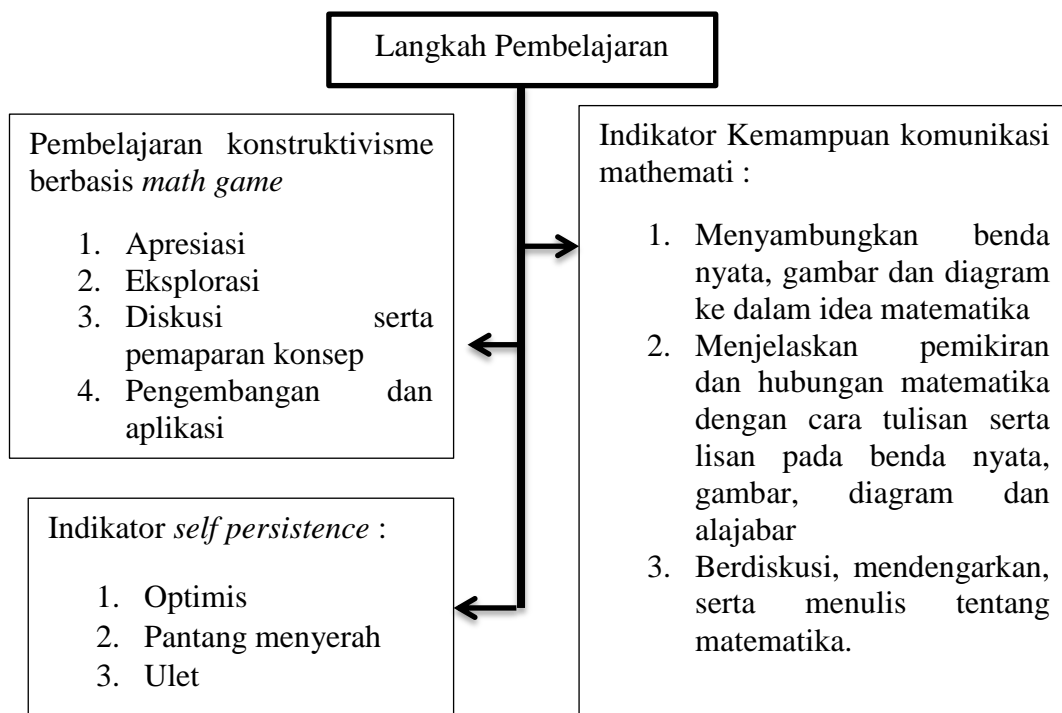 Langkah Pembelajaran
Pembelajaran konstruktivisme
berbasis math game
1. Apresiasi
2. Eksplorasi
3. Diskusi serta
pemaparan konsep
4. Pengembangan dan
aplikasi
Indikator self persistence :
1. Optimis
2. Pantang menyerah
3. Ulet
Indikator Kemampuan komunikasi
mathemati :
1. Menyambungkan benda
nyata, gambar dan diagram
ke dalam idea matematika
2. Menjelaskan pemikiran
dan hubungan matematika
dengan cara tulisan serta
lisan pada benda nyata,
gambar, diagram dan
alajabar
3. Berdiskusi, mendengarkan,
serta menulis tentang
matematika.